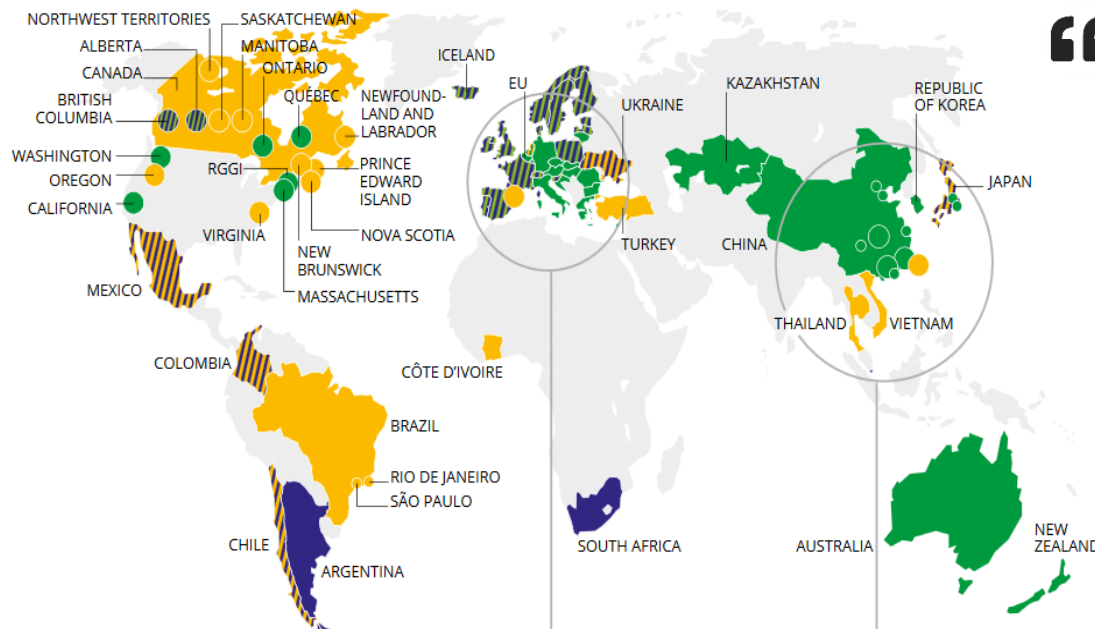 NORTHWEST TERRITORIES
SASKATCHEWAN
ALBERTA
MANITOBA
ONTARIO
CANADA
BRITISH
COLUMBIA
QUÉBEC
NEWFOUND-
LAND AND
LABRADOR
WASHINGTON
OREGON
RGGI
PRINCE
EDWARD
ISLAND
CALIFORNIA
VIRGINIA
NOVA SCOTIA
NEW
BRUNSWICK
MASSACHUSETTS
MEXICO
ICELAND
EU
UKRAINE
KAZAKHSTAN
REPUBLIC
OF KOREA
JAPAN
TURKEY
CHINA
THAILAND
VIETNAM
COLOMBIA
CÔTE D'IVOIRE
BRAZIL
RIO DE JANEIRO
SÃO PAULO
CHILE
ARGENTINA
SOUTH AFRICA
AUSTRALIA
NEW
ZEALAND
“